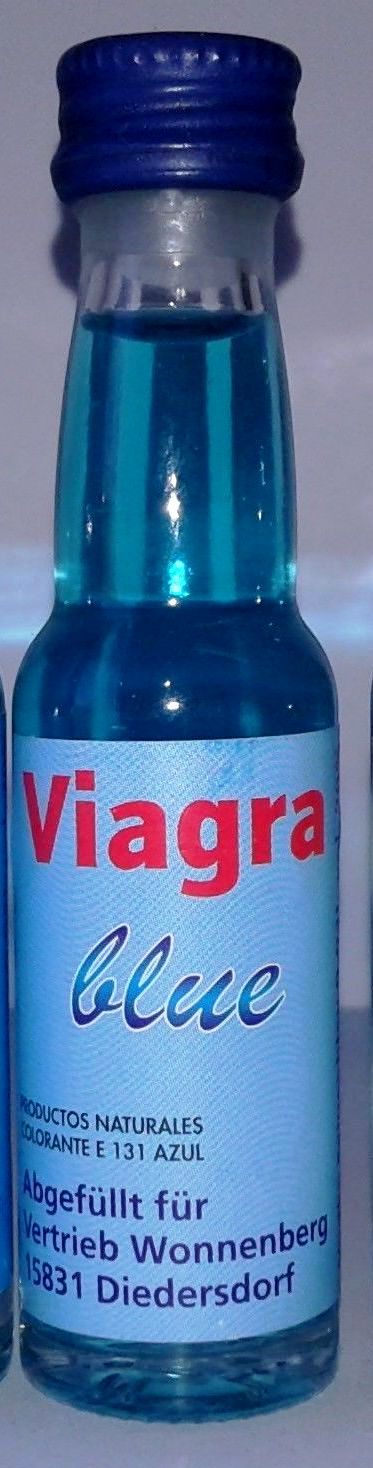 Viagra
blue
PRODUCTOS NATURALES
COLORANTE E 131 AZUL
Abgefüllt für
Vertrieb Wonnenberg
15831 Diedersdorf